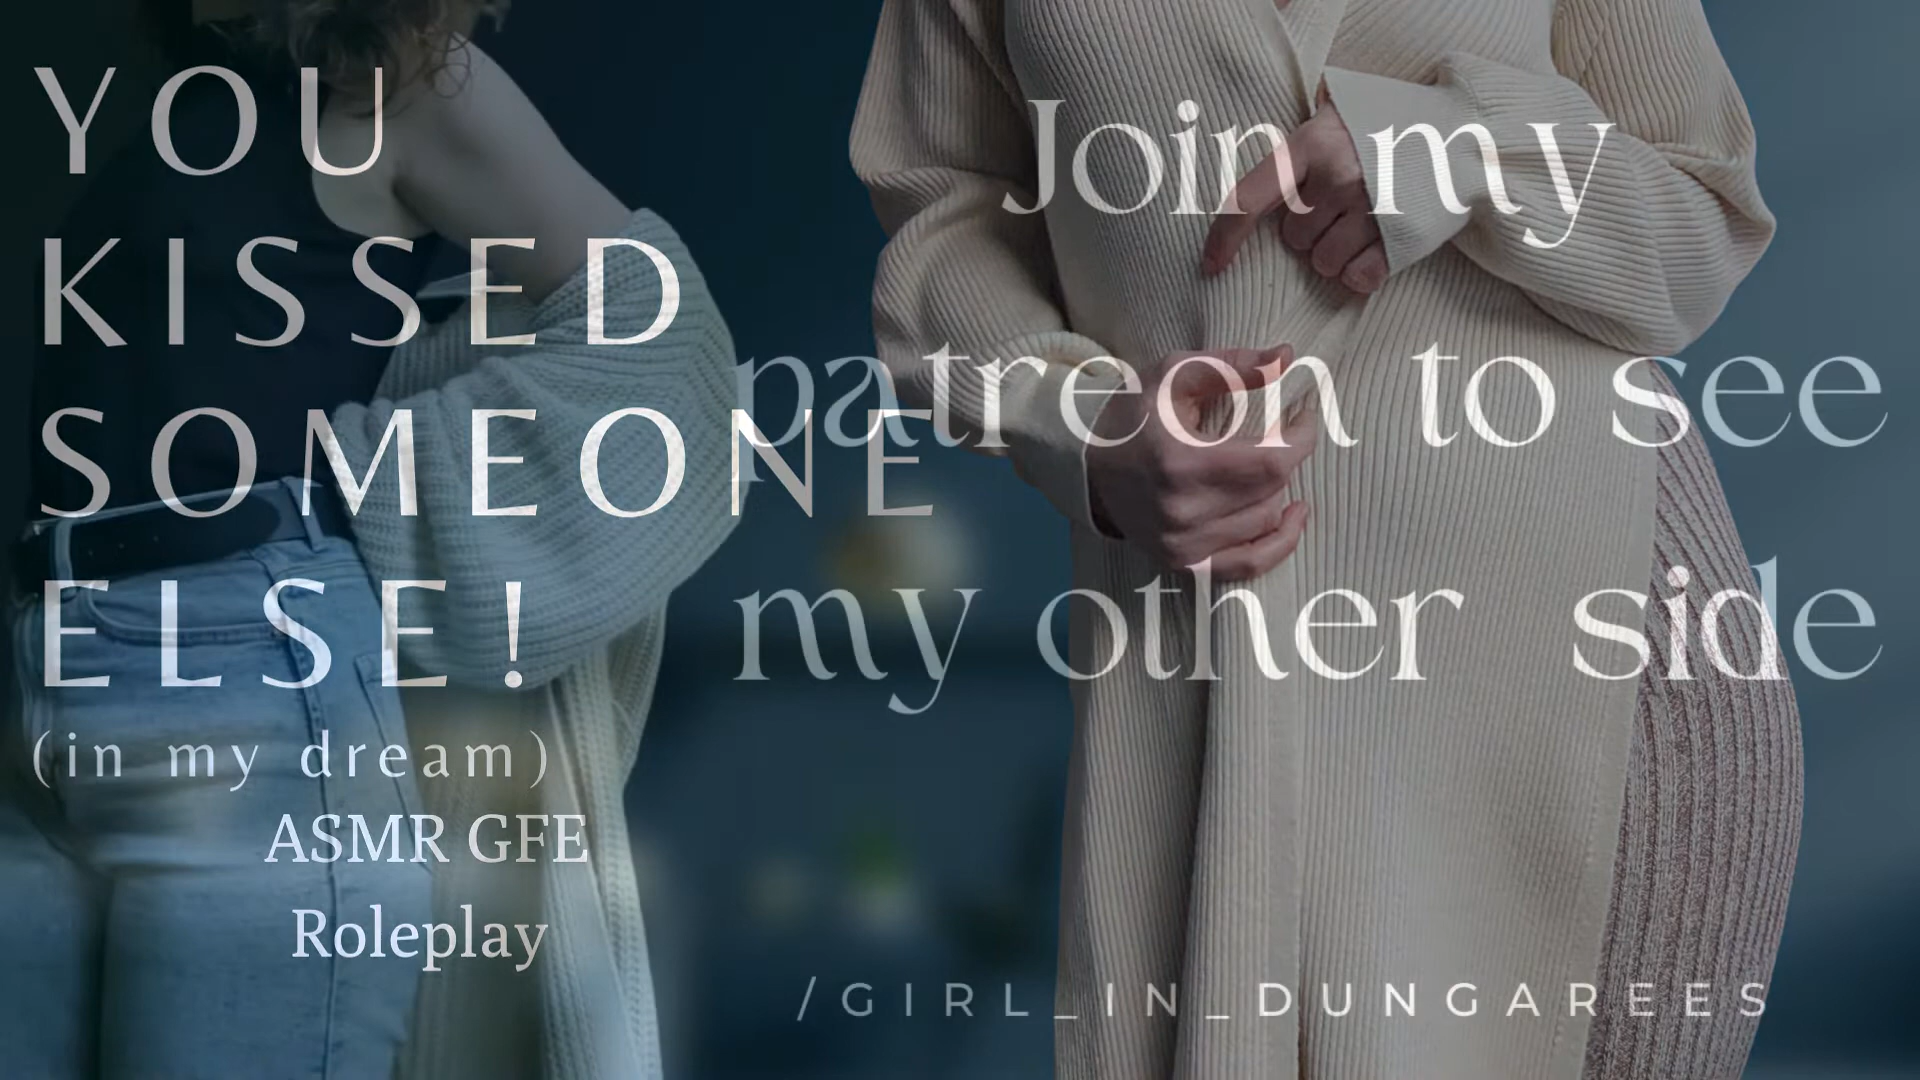 YOU
KISSED
SOMEONE
ELSE!
(in my dream)
ASMR GFE
Roleplay
Join my
patreon to see
my other side
/GIRL_IN_DUNGAREES